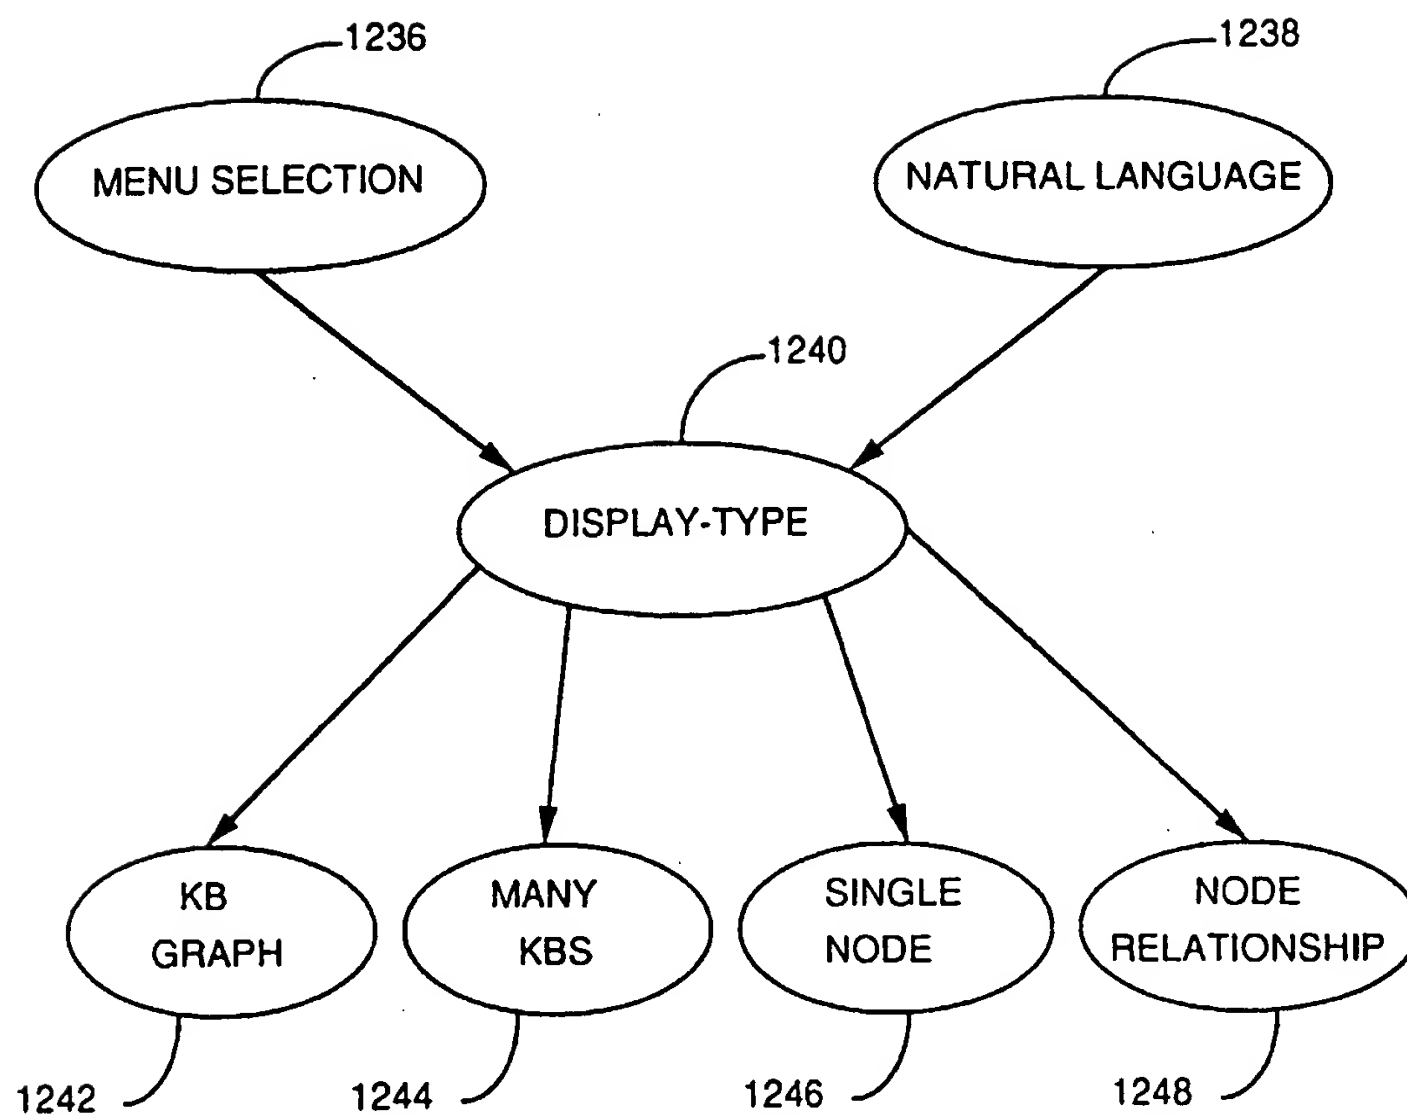 1236
1238
MENU SELECTION
NATURAL LANGUAGE
1240
DISPLAY-TYPE
KB
GRAPH
MANY
KBS
SINGLE
NODE
NODE
RELATIONSHIP
1242
1244
1246
1248